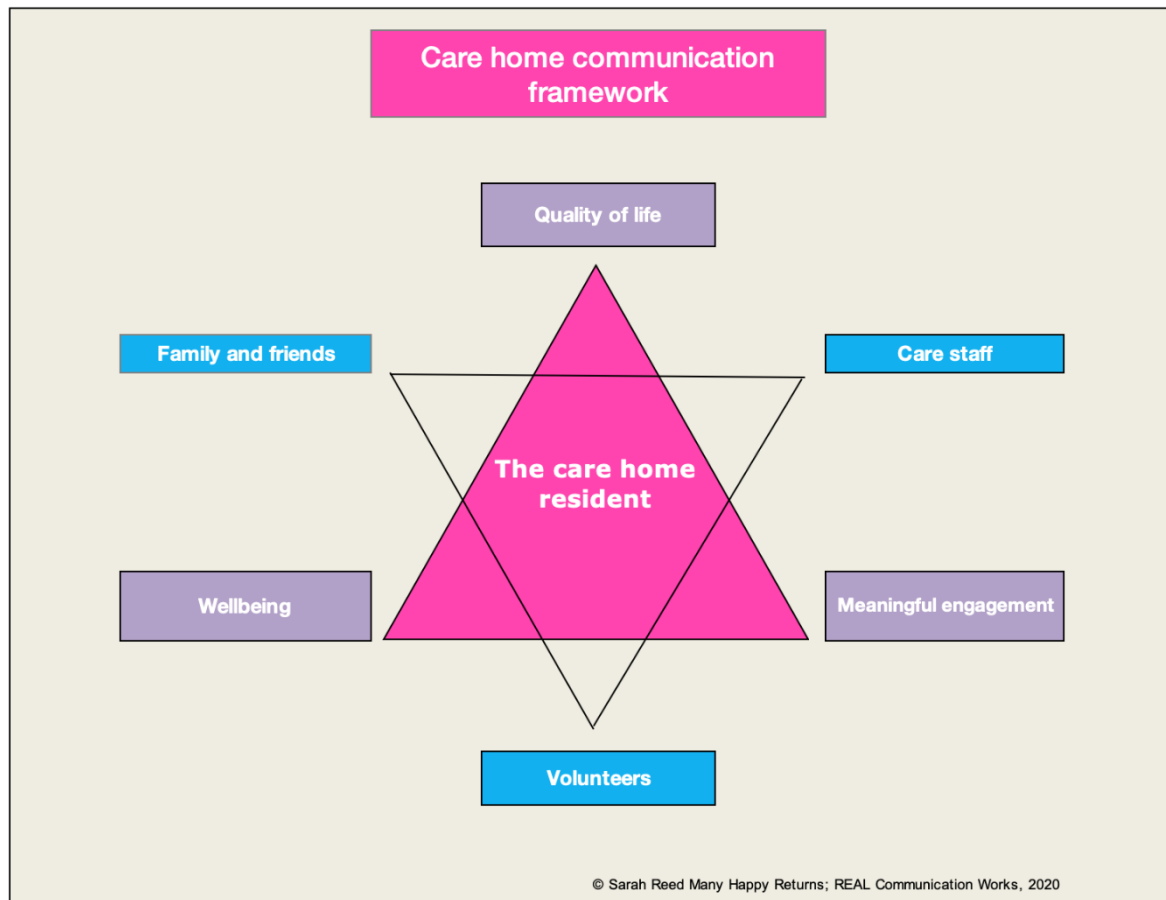 Care home communication
framework
Quality of life
Family and friends
Care staff
The care home
resident
Wellbeing
Meaningful engagement
Volunteers
© Sarah Reed Many Happy Returns; REAL Communication Works, 2020